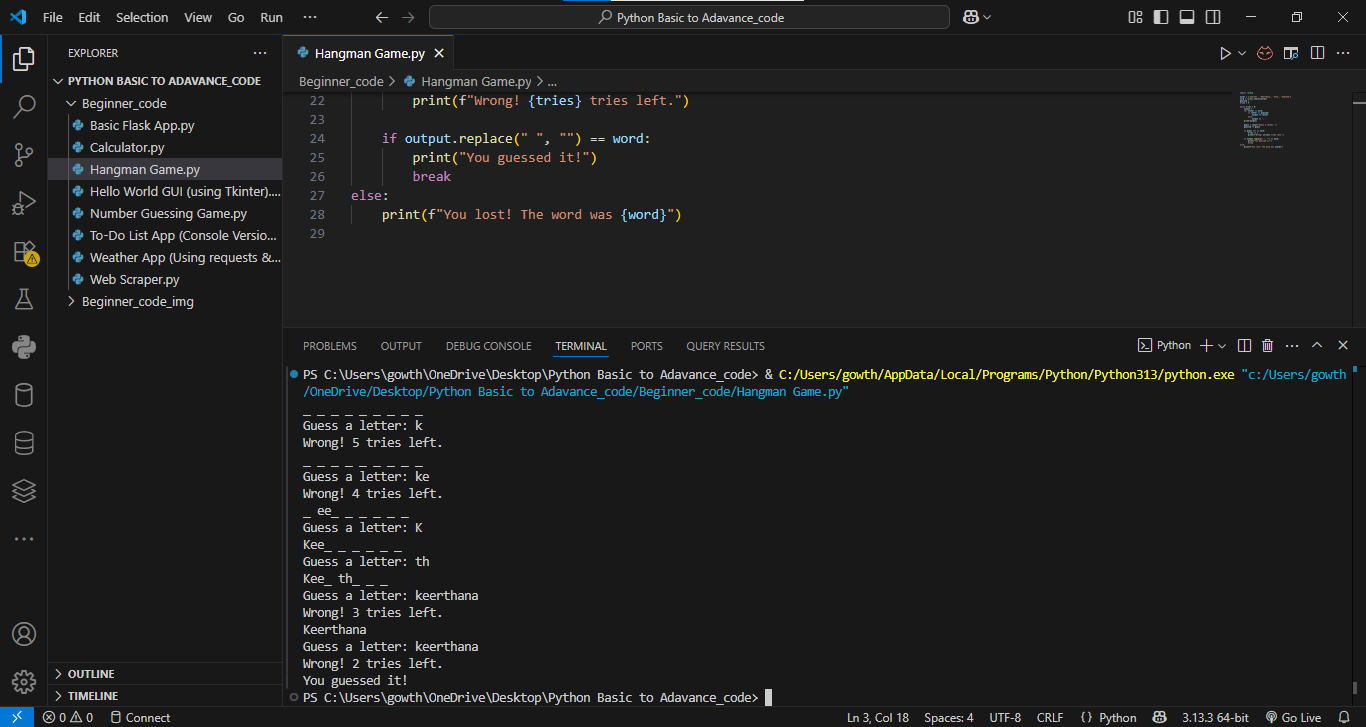 File Edit Selection View Go Run ··· ← → Python Basic to Adavance_code
EXPLORER ···
Hangman Game.py ×
PYTHON BASIC TO ADAVANCE_CODE
Beginner_code > Hangman Game.py > ...
Beginner_code
Basic Flask App.py
Calculator.py
Hangman Game.py
Hello World GUI (using Tkinter)....
Number Guessing Game.py
To-Do List App (Console Versio...
Weather App (Using requests &...
Web Scraper.py
Beginner_code_img
22 print(f"Wrong! {tries} tries left.")
23
24 if output.replace(" ", "") == word:
25 print("You guessed it!")
26 break
27 else:
28 print(f"You lost! The word was {word}")
29
PROBLEMS OUTPUT DEBUG CONSOLE TERMINAL PORTS QUERY RESULTS Python
PS C:\Users\gowth\OneDrive\Desktop\Python Basic to Adavance_code> & C:/Users/gowth/AppData/Local/Programs/Python/Python313/python.exe "c:/Users/gowth
/OneDrive/Desktop/Python Basic to Adavance_code/Beginner_code/Hangman Game.py"
_ _ _ _ _ _ _ _ _
Guess a letter: k
Wrong! 5 tries left.
_ _ _ _ _ _ _ _ _
Guess a letter: ke
Wrong! 4 tries left.
_ ee_ _ _ _ _ _
Guess a letter: K
Kee_ _ _ _ _ _
Guess a letter: th
Kee_ th_ _ _
Guess a letter: keerthana
Wrong! 3 tries left.
Keerthana
Guess a letter: keerthana
Wrong! 2 tries left.
You guessed it!
PS C:\Users\gowth\OneDrive\Desktop\Python Basic to Adavance_code>
OUTLINE
TIMELINE
0 0 Connect Ln 3, Col 18 Spaces: 4 UTF-8 CRLF {} Python 3.13.3 64-bit Go Live